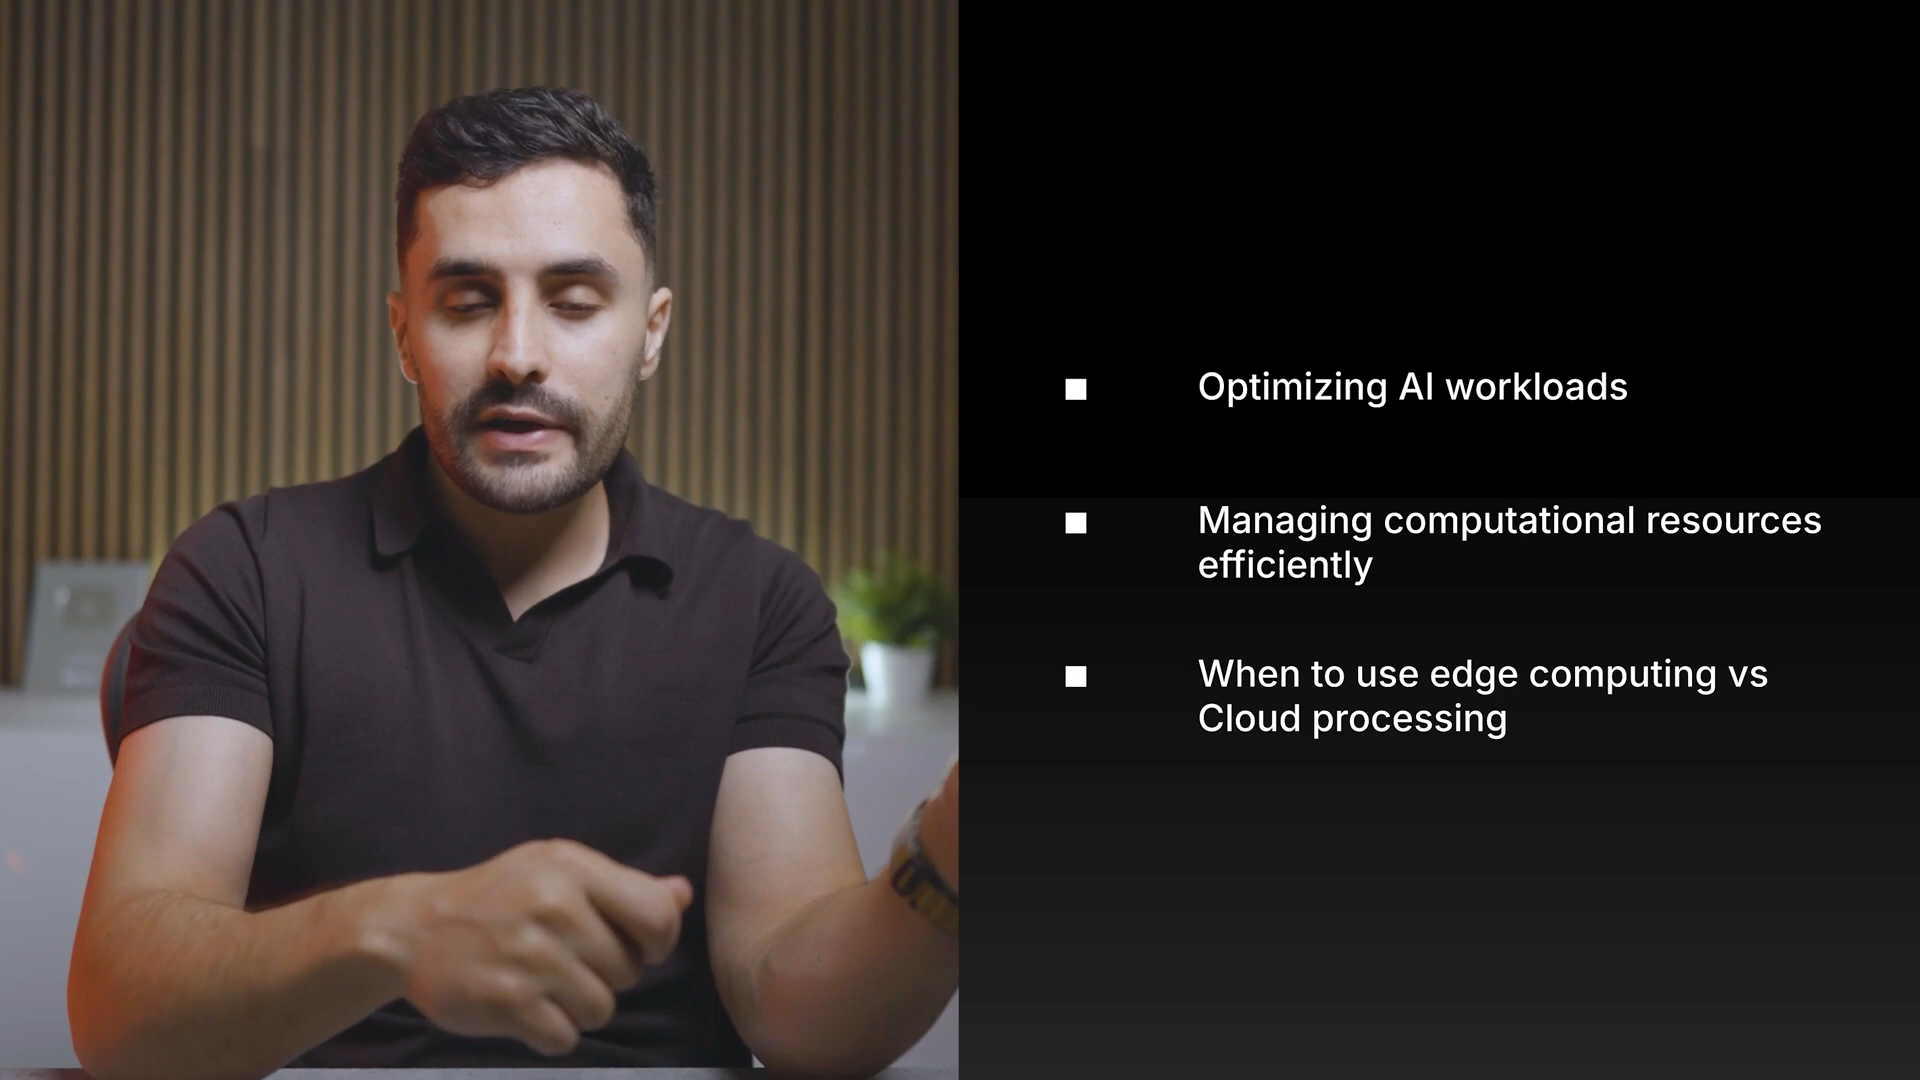 Optimizing AI workloads
Managing computational resources
efficiently
When to use edge computing vs
Cloud processing